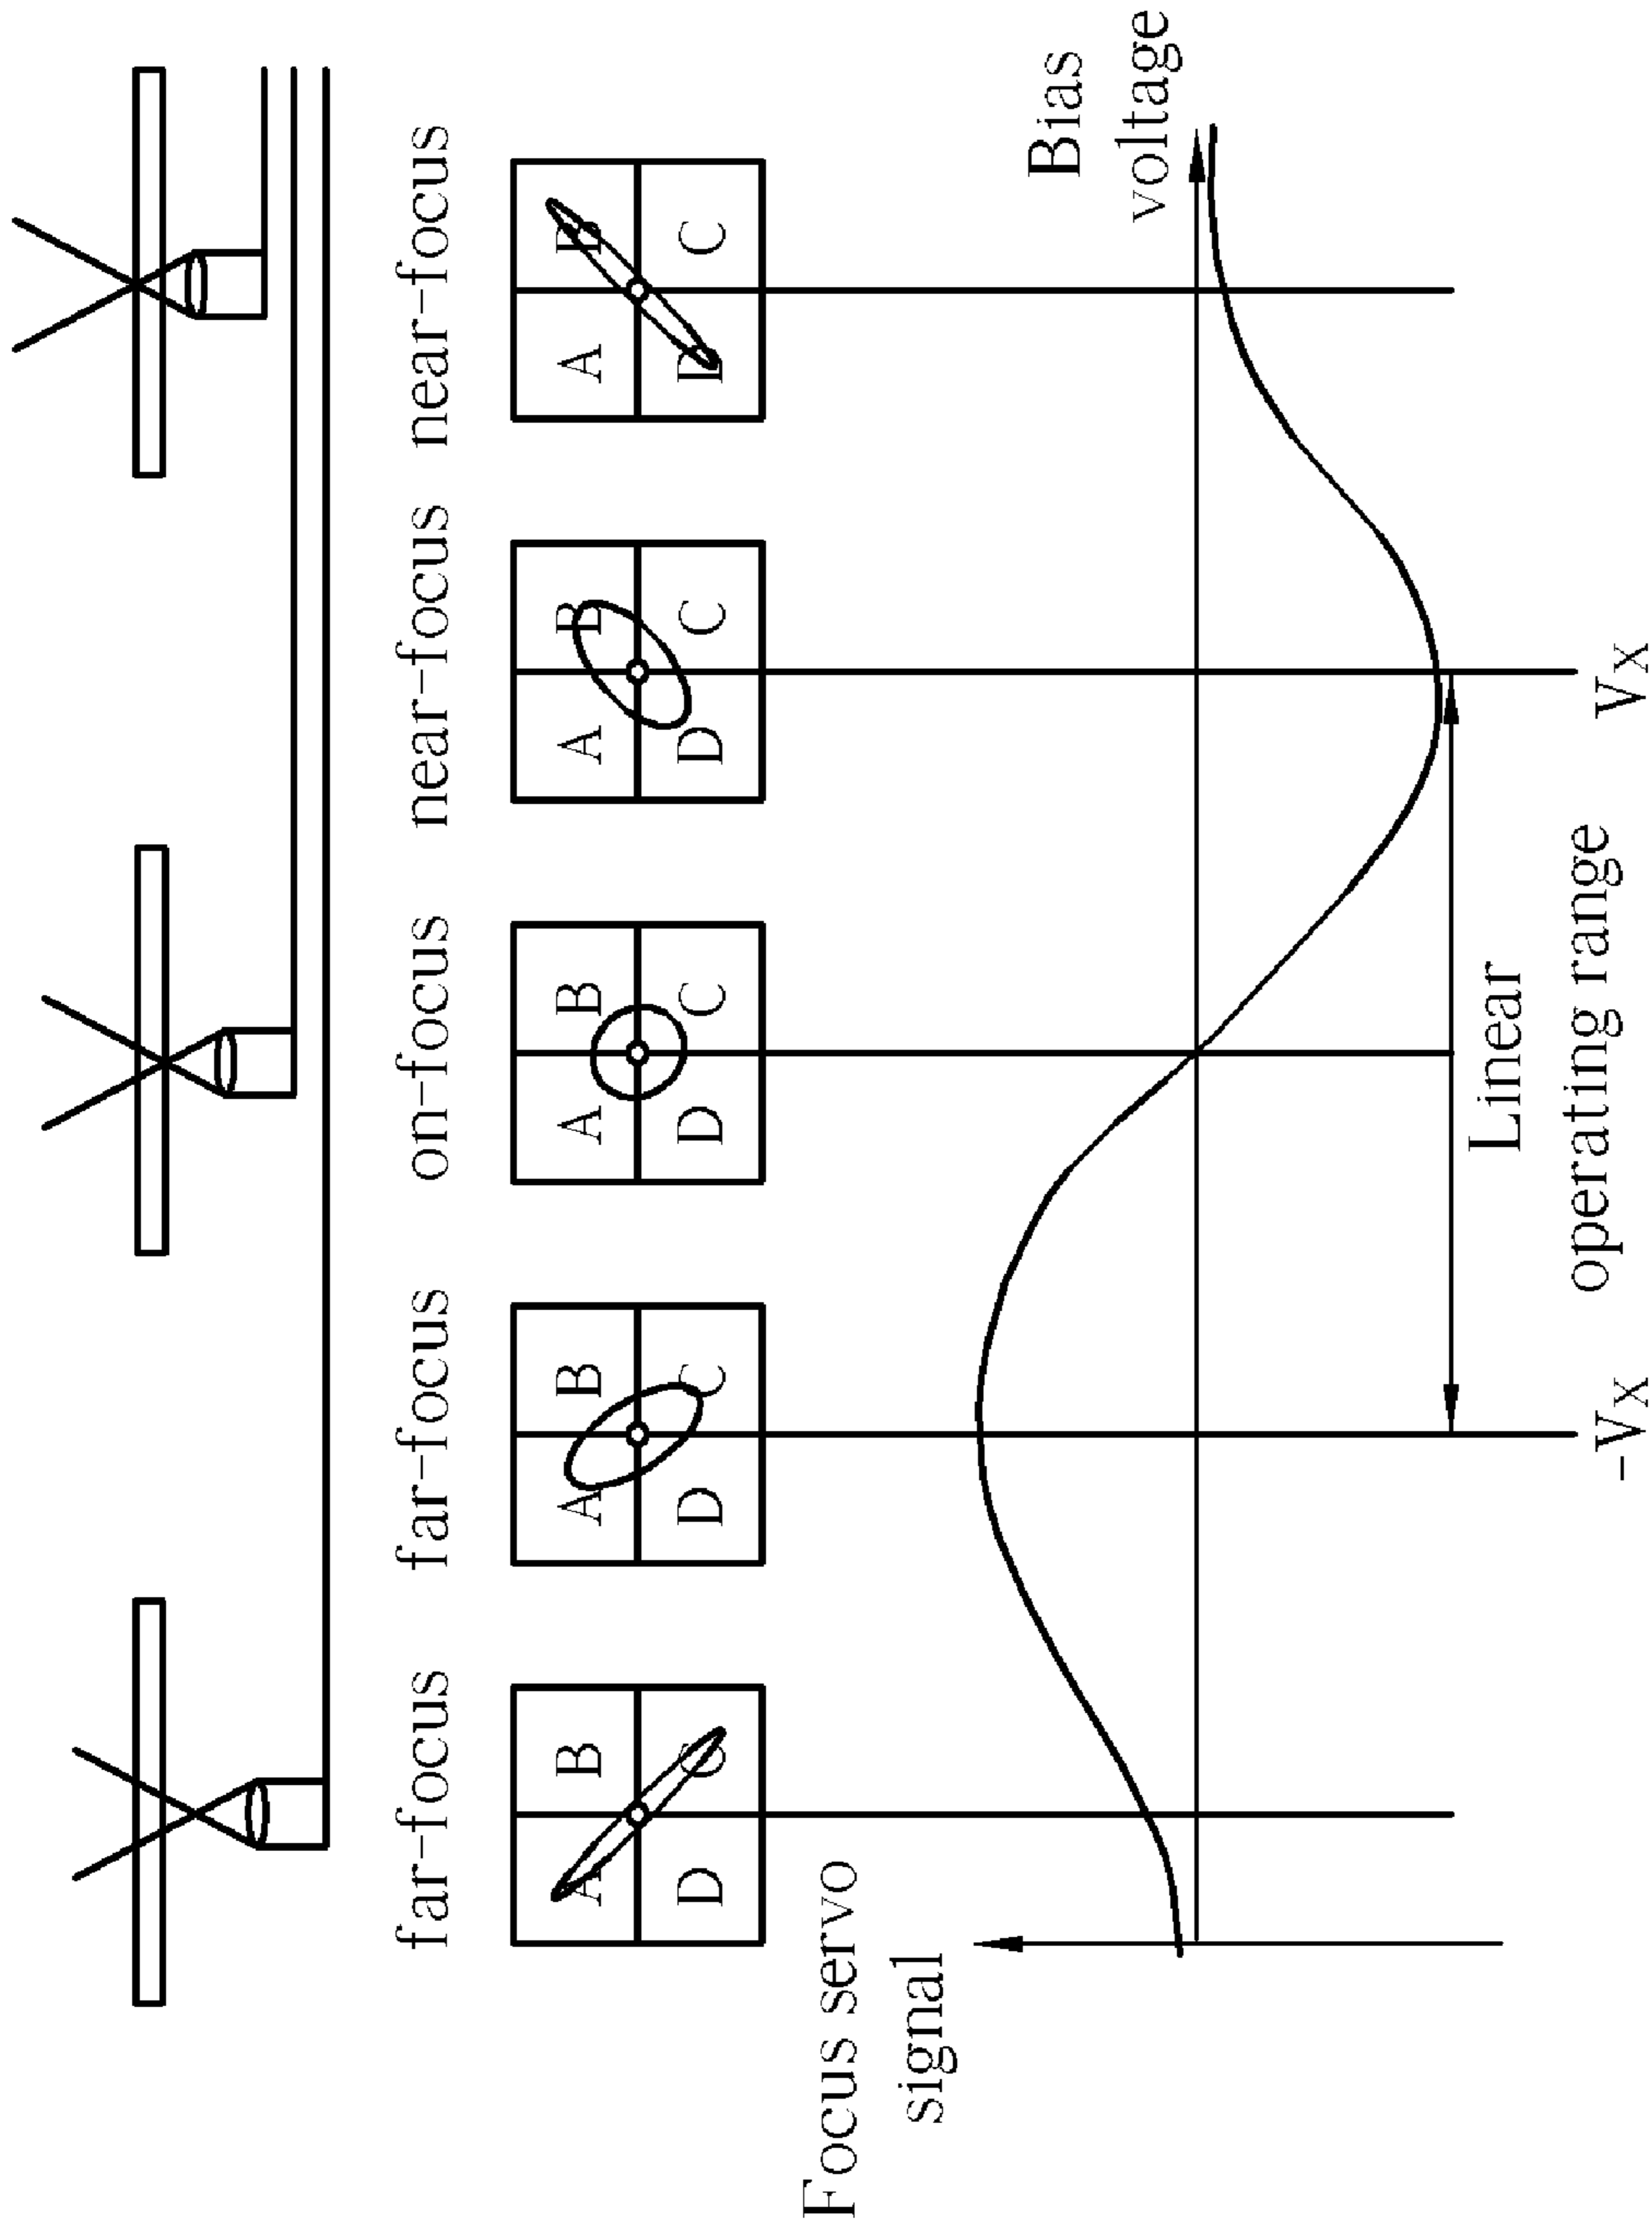 far-focus
far-focus
on-focus
near-focus
near-focus
A B
D C
A B
D C
A B
D C
A B
D C
A B
D C
Focus servo
signal
Bias
voltage
Linear
operating range
-Vx
Vx